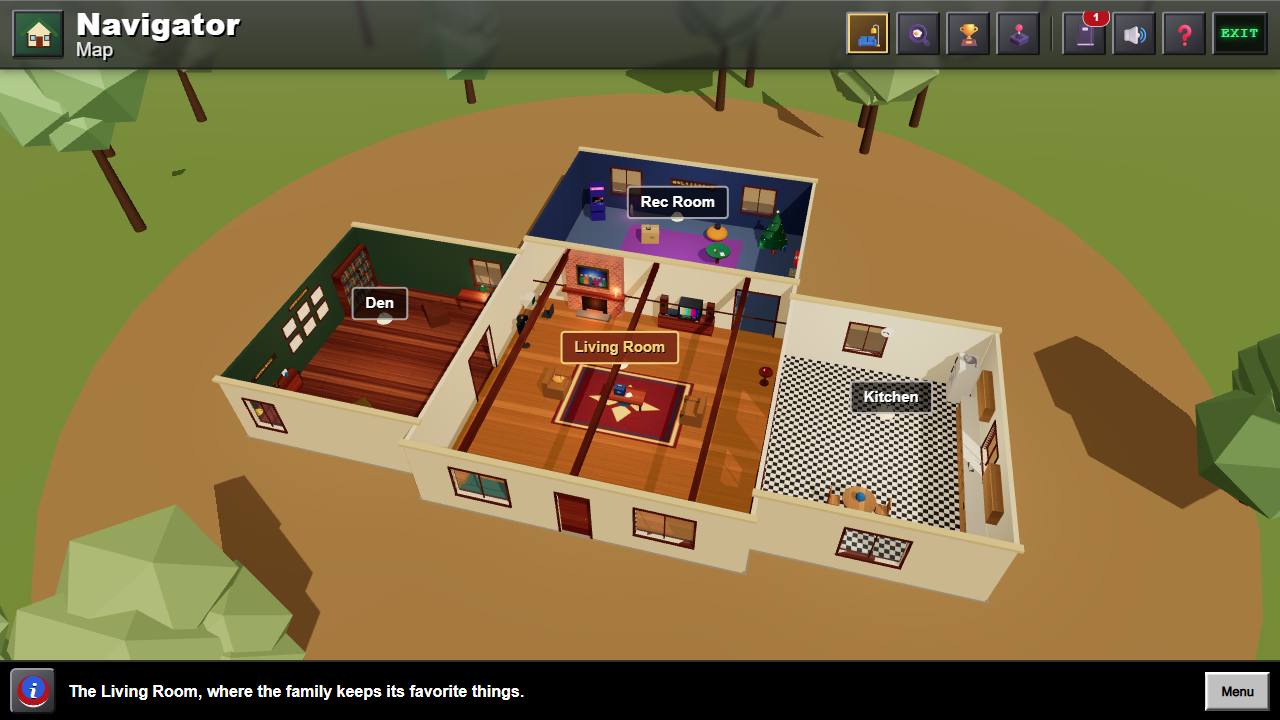 Navigator
Map
1
?
EXIT
Rec Room
Den
Living Room
Kitchen
i
The Living Room, where the family keeps its favorite things.
Menu